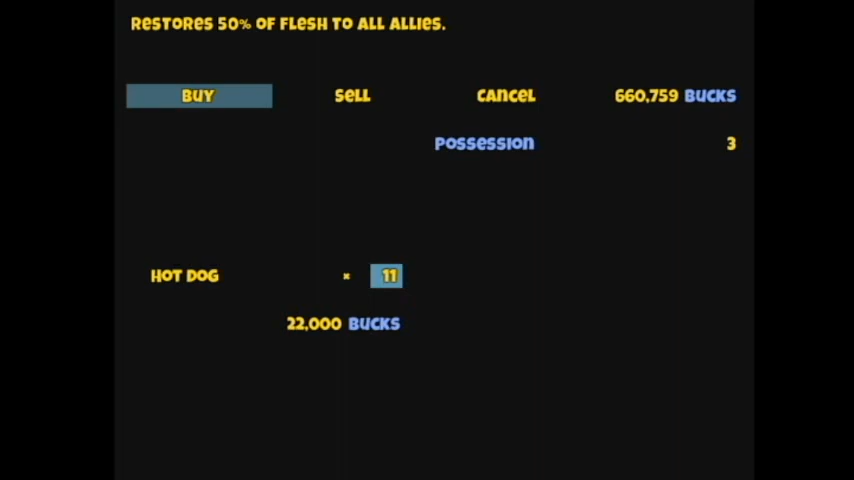 Restores 50% of Flesh to all allies.
Buy Sell Cancel 660,759 Bucks
Possession 3
Hot Dog × 11
22,000 Bucks